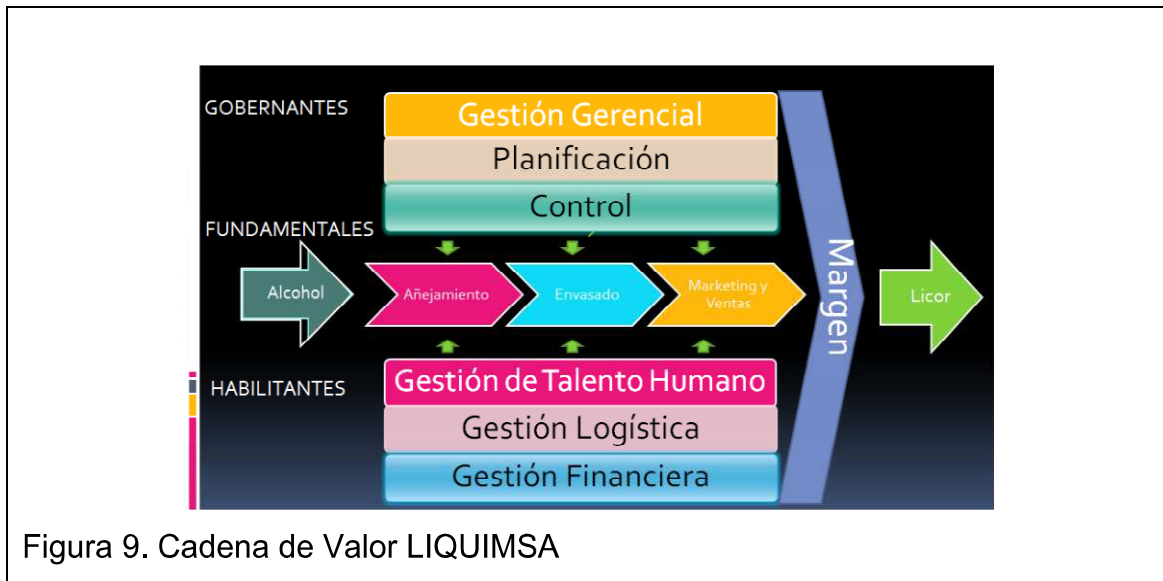 GOBERNANTES
Gestión Gerencial
Planificación
Control
FUNDAMENTALES
Alcohol
Añejamiento
Envasado
Marketing y
Ventas
Margen
Licor
HABILITANTES
Gestión de Talento Humano
Gestión Logística
Gestión Financiera
Figura 9. Cadena de Valor LIQUIMSA